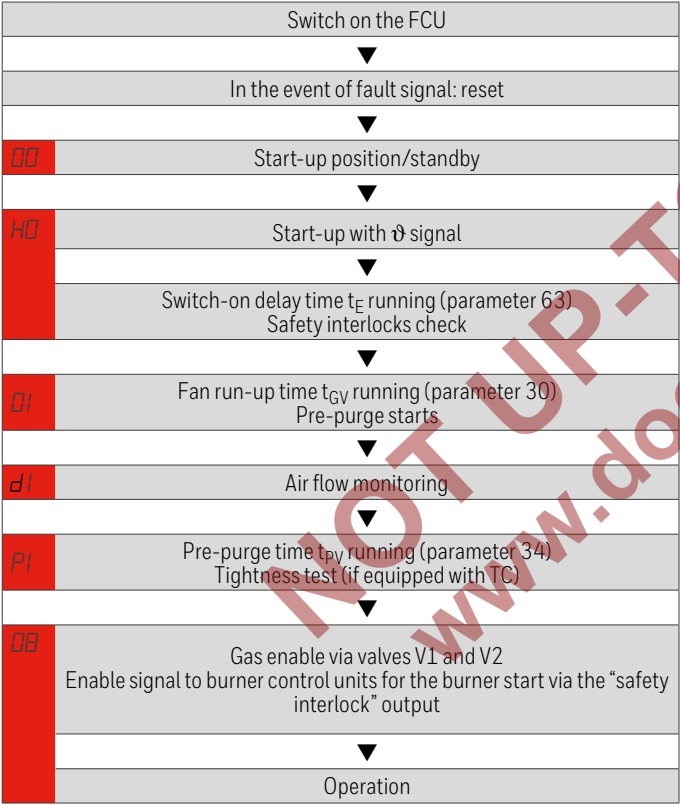 Switch on the FCU
In the event of fault signal: reset
00
Start-up position/standby
H0
Start-up with ϑ signal
Switch-on delay time tE running (parameter 63)
Safety interlocks check
01
Fan run-up time tGV running (parameter 30)
Pre-purge starts
d1
Air flow monitoring
P1
Pre-purge time tPV running (parameter 34)
Tightness test (if equipped with TC)
08
Gas enable via valves V1 and V2
Enable signal to burner control units for the burner start via the “safety
interlock” output
Operation
NOT UP-T
www.do